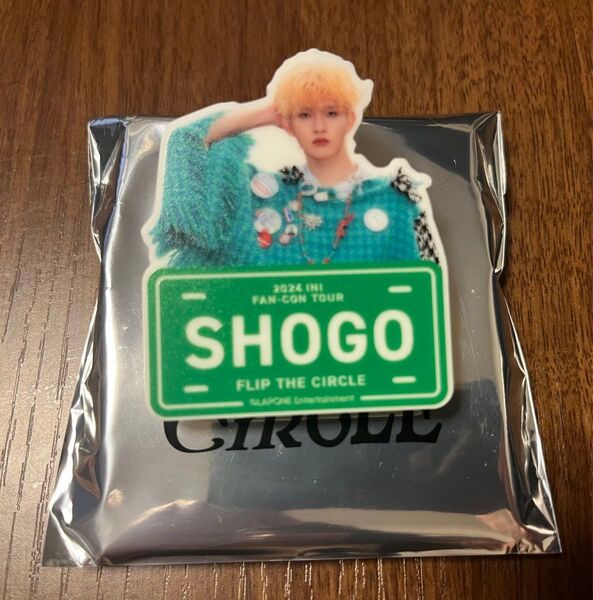 2024 INI
FAN-CON TOUR
SHOGO
FLIP THE CIRCLE
©LAPONE Entertainment
CIRCLE